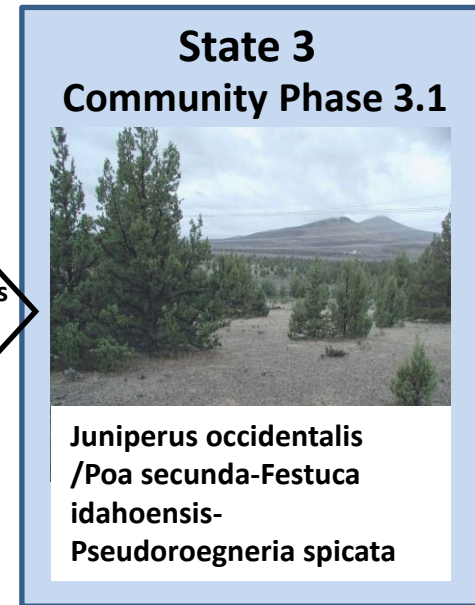 State 3
Community Phase 3.1
s
Juniperus occidentalis
/Poa secunda-Festuca
idahoensis-
Pseudoroegneria spicata